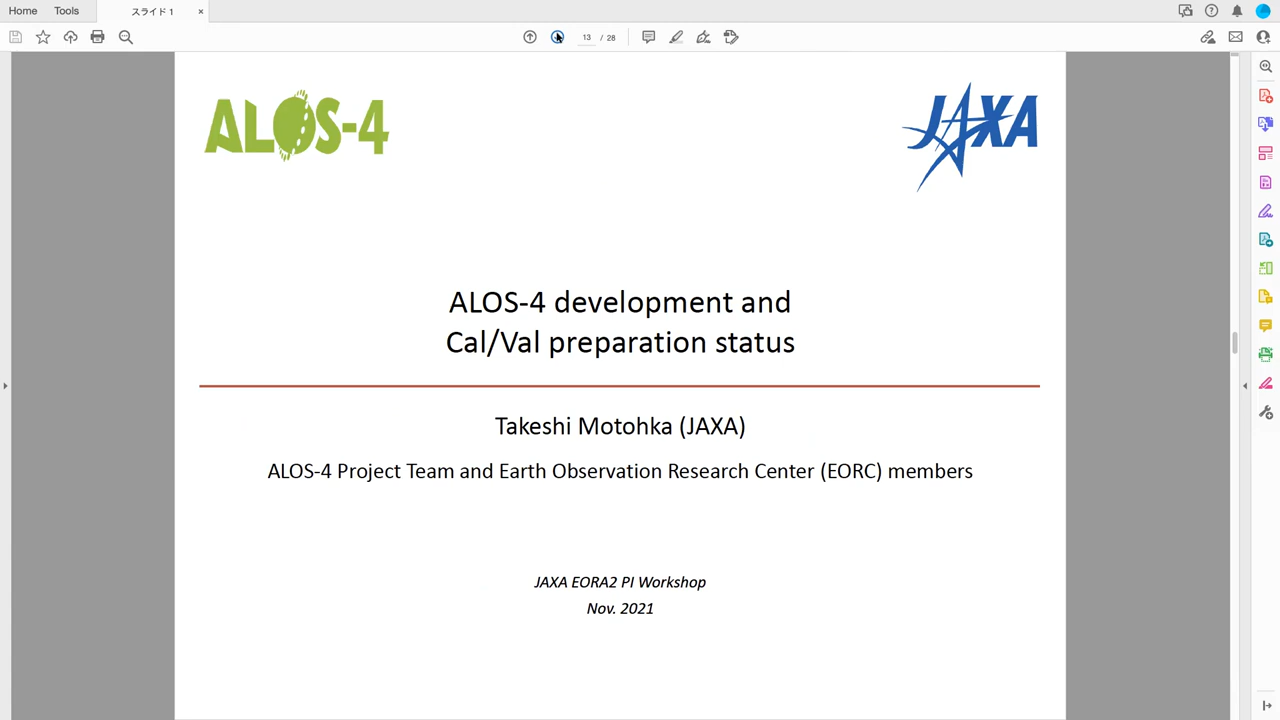 Home
Tools
スライド 1
×
13 / 28
ALOS-4
JAXA
ALOS-4 development and
Cal/Val preparation status
Takeshi Motohka (JAXA)
ALOS-4 Project Team and Earth Observation Research Center (EORC) members
JAXA EORA2 PI Workshop
Nov. 2021